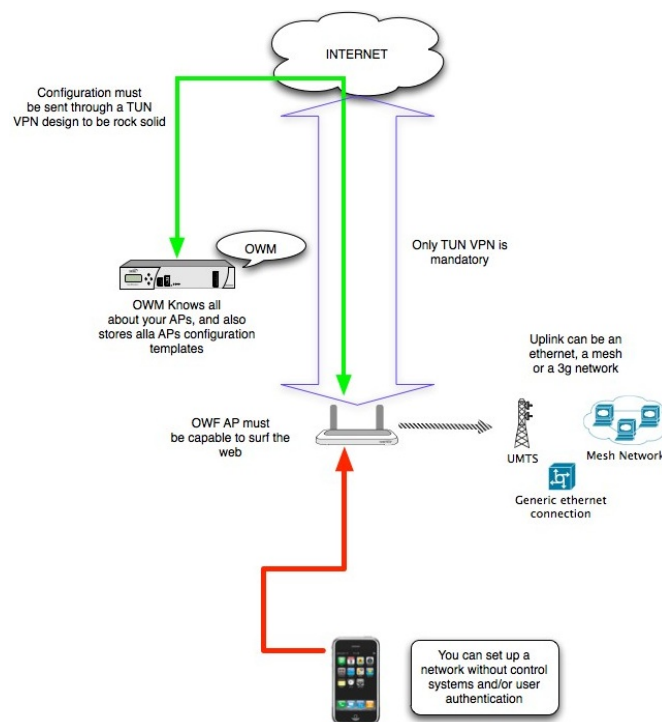 INTERNET
Configuration must
be sent through a TUN
VPN design to be rock solid
OWM
Only TUN VPN is
mandatory
OWM Knows all
about your APs, and also
stores alla APs configuration
templates
Uplink can be an
ethernet, a mesh
or a 3g network
OWF AP must
be capable to surf the
web
UMTS
Mesh Network
Generic ethernet
connection
You can set up a
network without control
systems and/or user
authentication